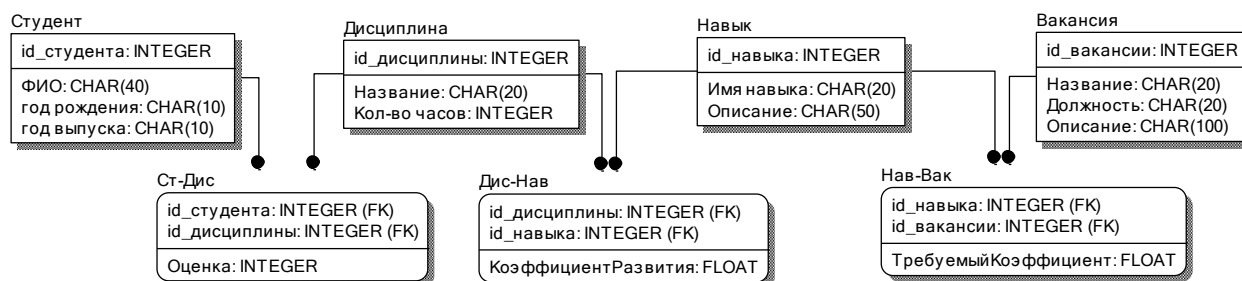 Студент
id_студента: INTEGER
ФИО: CHAR(40)
год рождения: CHAR(10)
год выпуска: CHAR(10)
Дисциплина
id_дисциплины: INTEGER
Название: CHAR(20)
Кол-во часов: INTEGER
Навык
id_навыка: INTEGER
Имя навыка: CHAR(20)
Описание: CHAR(50)
Вакансия
id_вакансии: INTEGER
Название: CHAR(20)
Должность: CHAR(20)
Описание: CHAR(100)
Ст-Дис
id_студента: INTEGER (FK)
id_дисциплины: INTEGER (FK)
Оценка: INTEGER
Дис-Нав
id_дисциплины: INTEGER (FK)
id_навыка: INTEGER (FK)
КоэффициентРазвития: FLOAT
Нав-Вак
id_навыка: INTEGER (FK)
id_вакансии: INTEGER (FK)
ТребуемыйКоэффициент: FLOAT